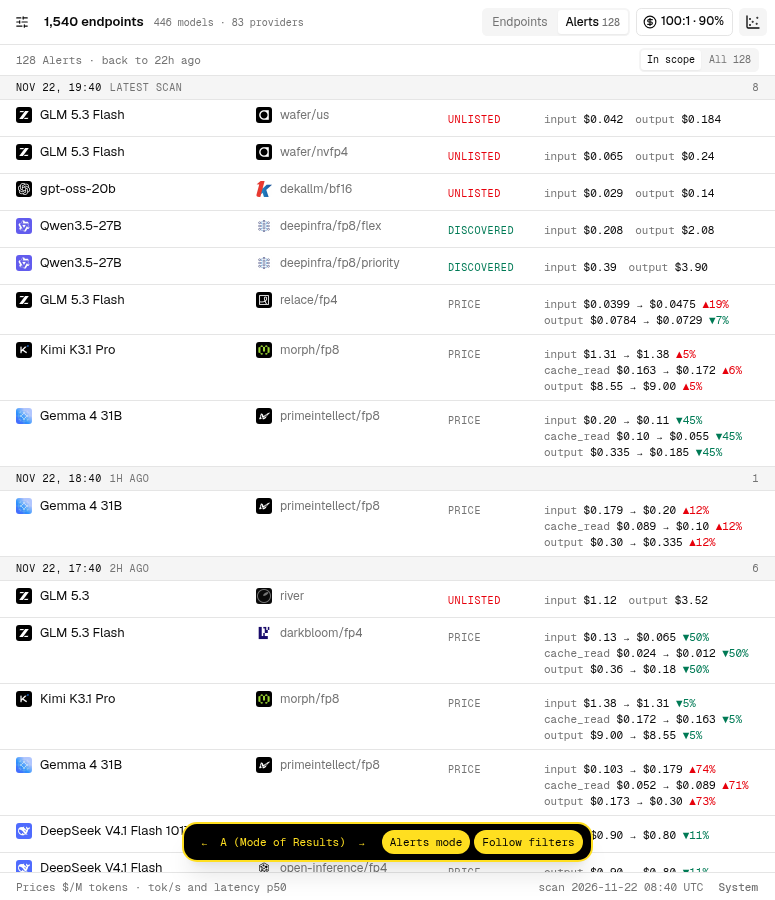 1,540 endpoints 446 models · 83 providers Endpoints Alerts 128 100:1 · 90%
128 Alerts · back to 22h ago In scope All 128
NOV 22, 19:40 LATEST SCAN 8
GLM 5.3 Flash wafer/us UNLISTED input $0.042 output $0.184
GLM 5.3 Flash wafer/nvfp4 UNLISTED input $0.065 output $0.24
gpt-oss-20b dekallm/bf16 UNLISTED input $0.029 output $0.14
Qwen3.5-27B deepinfra/fp8/flex DISCOVERED input $0.208 output $2.08
Qwen3.5-27B deepinfra/fp8/priority DISCOVERED input $0.39 output $3.90
GLM 5.3 Flash relace/fp4 PRICE input $0.0399 → $0.0475 ▲19%
output $0.0784 → $0.0729 ▼7%
Kimi K3.1 Pro morph/fp8 PRICE input $1.31 → $1.38 ▲5%
cache_read $0.163 → $0.172 ▲6%
output $8.55 → $9.00 ▲5%
Gemma 4 31B primeintellect/fp8 PRICE input $0.20 → $0.11 ▼45%
cache_read $0.10 → $0.055 ▼45%
output $0.335 → $0.185 ▼45%
NOV 22, 18:40 1H AGO 1
Gemma 4 31B primeintellect/fp8 PRICE input $0.179 → $0.20 ▲12%
cache_read $0.089 → $0.10 ▲12%
output $0.30 → $0.335 ▲12%
NOV 22, 17:40 2H AGO 6
GLM 5.3 river UNLISTED input $1.12 output $3.52
GLM 5.3 Flash darkbloom/fp4 PRICE input $0.13 → $0.065 ▼50%
cache_read $0.024 → $0.012 ▼50%
output $0.36 → $0.18 ▼50%
Kimi K3.1 Pro morph/fp8 PRICE input $1.38 → $1.31 ▼5%
cache_read $0.172 → $0.163 ▼5%
output $9.00 → $8.55 ▼5%
Gemma 4 31B primeintellect/fp8 PRICE input $0.103 → $0.179 ▲74%
cache_read $0.052 → $0.089 ▲71%
output $0.173 → $0.30 ▲73%
DeepSeek V4.1 Flash $0.90 → $0.80 ▼11%
← A (Mode of Results) → Alerts mode Follow filters
DeepSeek V4.1 Flash open-inference/fp4 $0.90 → $0.80 ▼11%
Prices $/M tokens · tok/s and latency p50 scan 2026-11-22 08:40 UTC System